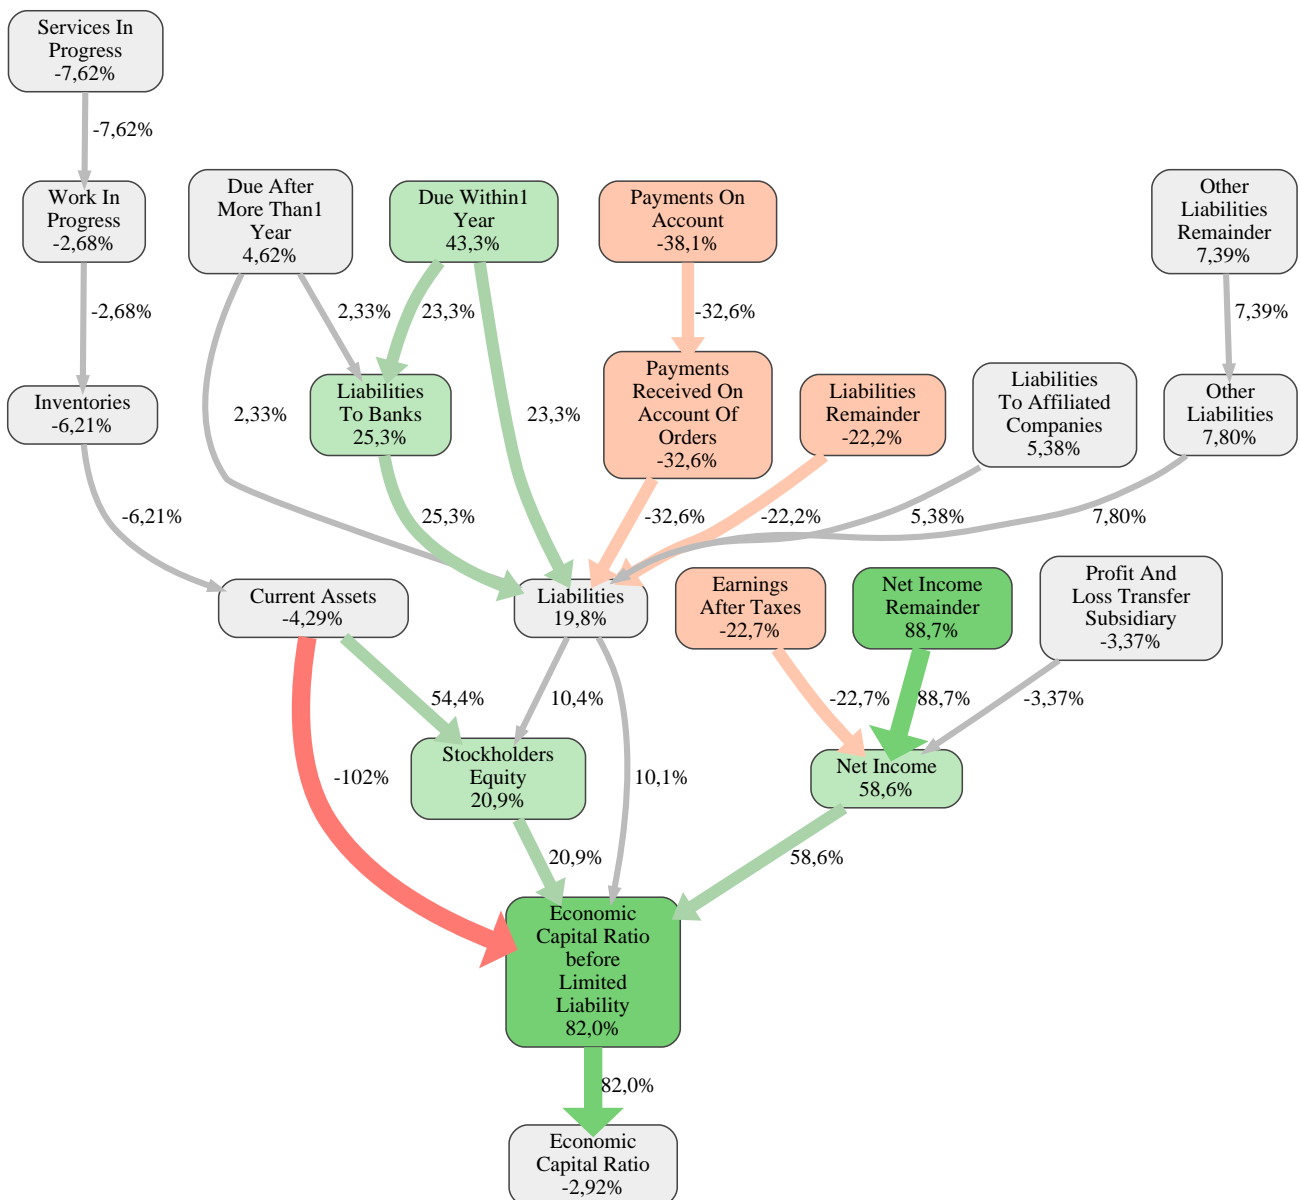 Services In
Progress
-7,62%
-7,62%
Work In
Progress
-2,68%
Due After
More Than1
Year
4,62%
Due Within1
Year
43,3%
Payments On
Account
-38,1%
Other
Liabilities
Remainder
7,39%
-2,68%
2,33%
23,3%
-32,6%
7,39%
Inventories
-6,21%
2,33%
Liabilities
To Banks
25,3%
23,3%
Payments
Received On
Account Of
Orders
-32,6%
Liabilities
Remainder
-22,2%
Liabilities
To Affiliated
Companies
5,38%
Other
Liabilities
7,80%
-6,21%
25,3%
-32,6%
-22,2%
5,38%
7,80%
Current Assets
-4,29%
Liabilities
19,8%
Earnings
After Taxes
-22,7%
Net Income
Remainder
88,7%
Profit And
Loss Transfer
Subsidiary
-3,37%
54,4%
10,4%
-22,7%
88,7%
-3,37%
-102%
Stockholders
Equity
20,9%
10,1%
Net Income
58,6%
20,9%
58,6%
Economic
Capital Ratio
before
Limited
Liability
82,0%
82,0%
Economic
Capital Ratio
-2,92%